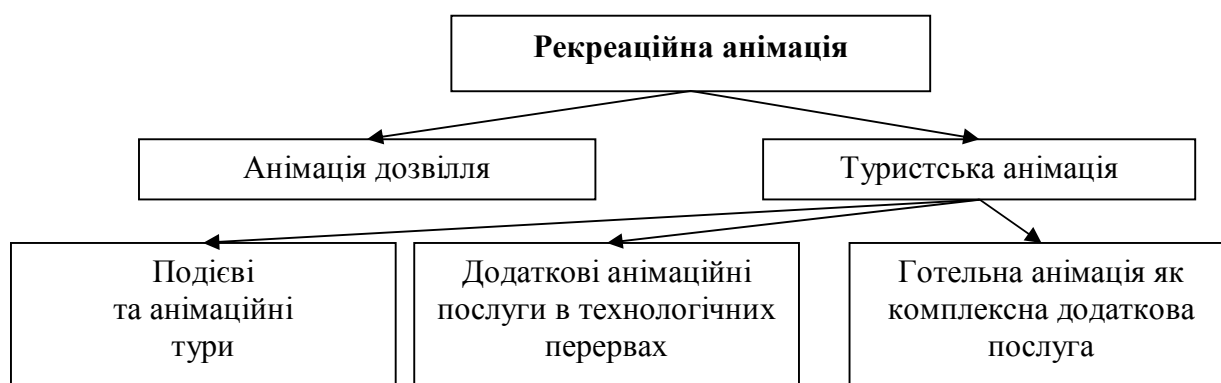 Рекреаційна анімація
Анімація дозвілля
Туристська анімація
Подієві
та анімаційні
тури
Додаткові анімаційні
послуги в технологічних
перервах
Готельна анімація як
комплексна додаткова
послуга